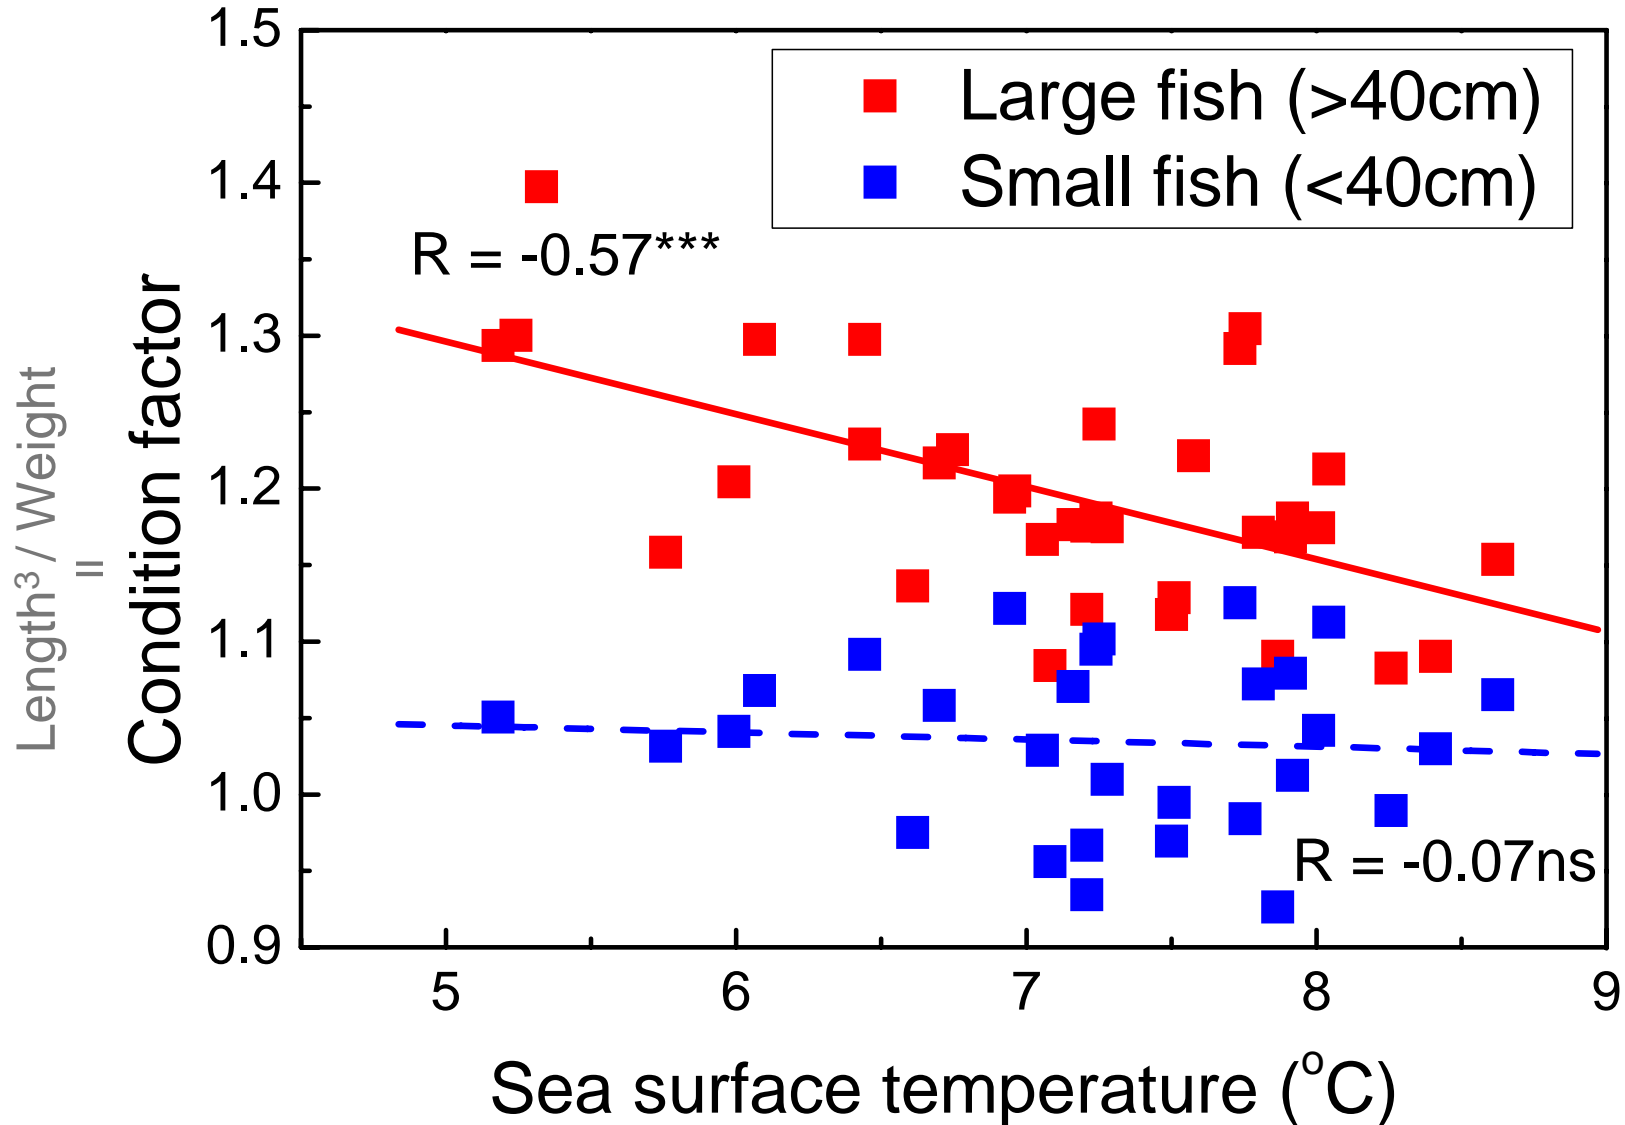 Large fish (>40cm)
Small fish (<40cm)
R = -0.57***
R = -0.07ns
1.5
1.4
1.3
1.2
1.1
1.0
0.9
5 6 7 8 9
Length³ / Weight
=
Condition factor
Sea surface temperature (°C)